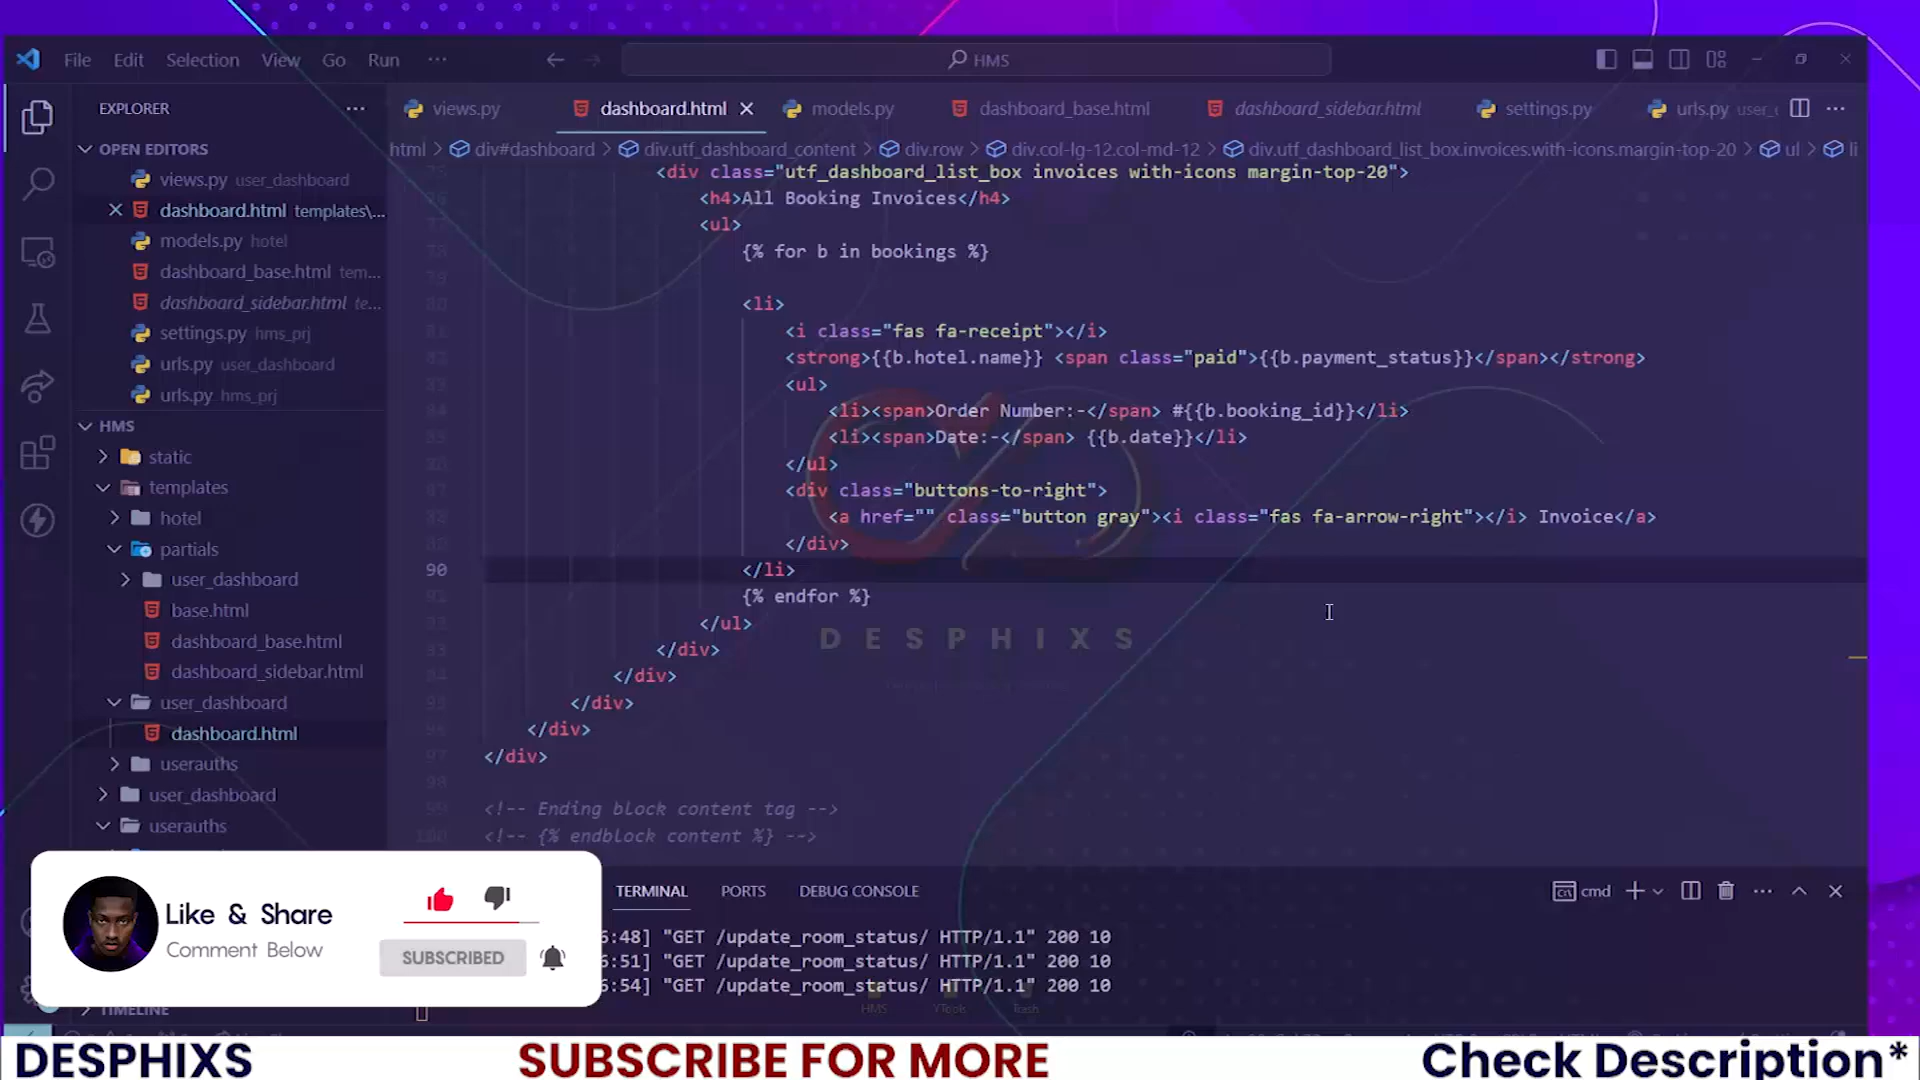 File Edit Selection View Go Run ··· HMS
EXPLORER ···
views.py dashboard.html models.py dashboard_base.html dashboard_sidebar.html settings.py urls.py ···
OPEN EDITORS
html > div#dashboard > div.utf_dashboard_content > div.row > div.col-lg-12.col-md-12 > div.utf_dashboard_list_box.invoices.with-icons.margin-top-20 > ul > li
views.py user_dashboard
dashboard.html templates\...
models.py hotel
dashboard_base.html tem...
dashboard_sidebar.html te...
settings.py hms_prj
urls.py user_dashboard
urls.py hms_prj
HMS
static
templates
hotel
partials
user_dashboard
base.html
dashboard_base.html
dashboard_sidebar.html
user_dashboard
dashboard.html
userauths
user_dashboard
userauths
TIMELINE
<div class="utf_dashboard_list_box invoices with-icons margin-top-20">
<h4>All Booking Invoices</h4>
<ul>
{% for b in bookings %}
<li>
<i class="fas fa-receipt"></i>
<strong>{{b.hotel.name}} <span class="paid">{{b.payment_status}}</span></strong>
<ul>
<li><span>Order Number:-</span> #{{b.booking_id}}</li>
<li><span>Date:-</span> {{b.date}}</li>
</ul>
<div class="buttons-to-right">
<a href="" class="button gray"><i class="fas fa-arrow-right"></i> Invoice</a>
</div>
90 </li>
{% endfor %}
</ul>
</div>
</div>
</div>
</div>
</div>
<!-- Ending block content tag -->
<!-- {% endblock content %} -->
DESPHIXS
TERMINAL PORTS DEBUG CONSOLE cmd
6:48] "GET /update_room_status/ HTTP/1.1" 200 10
6:51] "GET /update_room_status/ HTTP/1.1" 200 10
6:54] "GET /update_room_status/ HTTP/1.1" 200 10
HMS YTools Trash
Like & Share
Comment Below
SUBSCRIBED
DESPHIXS SUBSCRIBE FOR MORE Check Description*